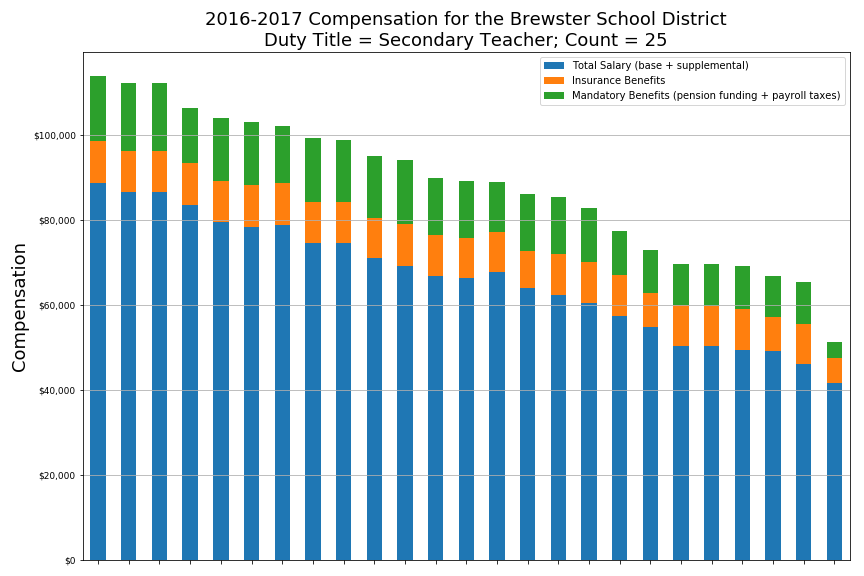 2016-2017 Compensation for the Brewster School District
Duty Title = Secondary Teacher; Count = 25
Total Salary (base + supplemental)
Insurance Benefits
Mandatory Benefits (pension funding + payroll taxes)
Compensation
$100,000
$80,000
$60,000
$40,000
$20,000
$0